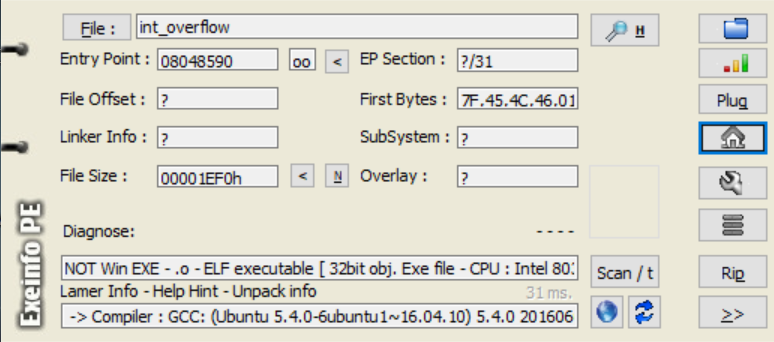 File : int_overflow H
Entry Point : 08048590 oo < EP Section : ?/31
File Offset : ? First Bytes : 7F.45.4C.46.01 Plug
Linker Info : ? SubSystem : ?
File Size : 00001EF0h < N Overlay : ?
Diagnose: - - - -
NOT Win EXE - .o - ELF executable [ 32bit obj. Exe file - CPU : Intel 80 Scan / t Rip
Lamer Info - Help Hint - Unpack info 31 ms.
-> Compiler : GCC: (Ubuntu 5.4.0-6ubuntu1~16.04.10) 5.4.0 201606 >>
Exeinfo PE